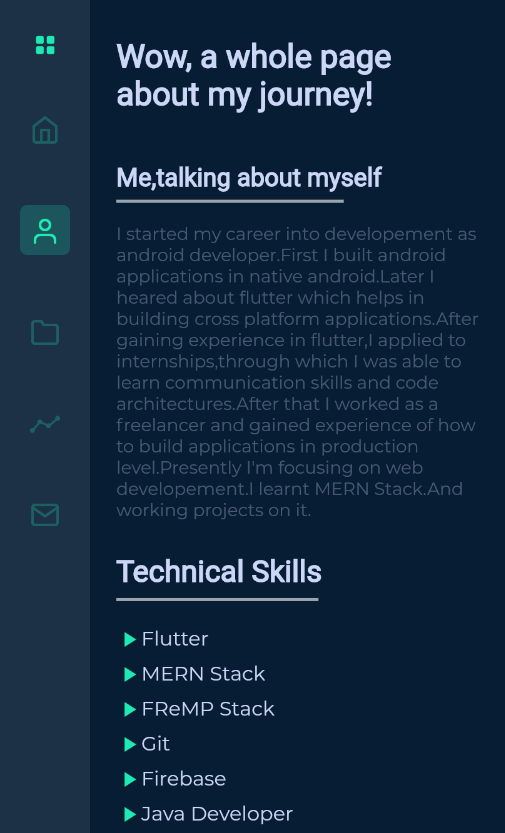 Wow, a whole page
about my journey!
Me,talking about myself
I started my career into developement as
android developer.First I built android
applications in native android.Later I
heared about flutter which helps in
building cross platform applications.After
gaining experience in flutter,I applied to
internships,through which I was able to
learn communication skills and code
architectures.After that I worked as a
freelancer and gained experience of how
to build applications in production
level.Presently I'm focusing on web
developement.I learnt MERN Stack.And
working projects on it.
Technical Skills
Flutter
MERN Stack
FReMP Stack
Git
Firebase
Java Developer